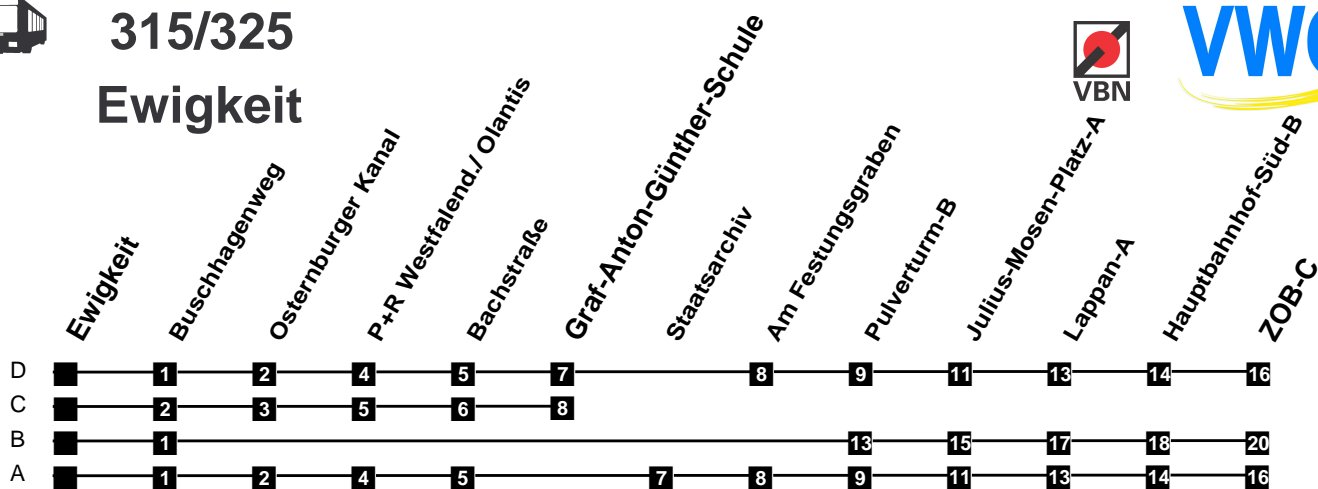 315/325
Ewigkeit
VBN
Ewigkeit
Buschhagenweg
Osternburger Kanal
P+R Westfalend./ Olantis
Bachstraße
Graf-Anton-Günther-Schule
Staatsarchiv
Am Festungsgraben
Pulverturm-B
Julius-Mosen-Platz-A
Lappan-A
Hauptbahnhof-Süd-B
ZOB-C
D 1 2 4 5 7 8 9 11 13 14 16
C 2 3 5 6 8
B 1 13 15 17 18 20
A 1 2 4 5 7 8 9 11 13 14 16